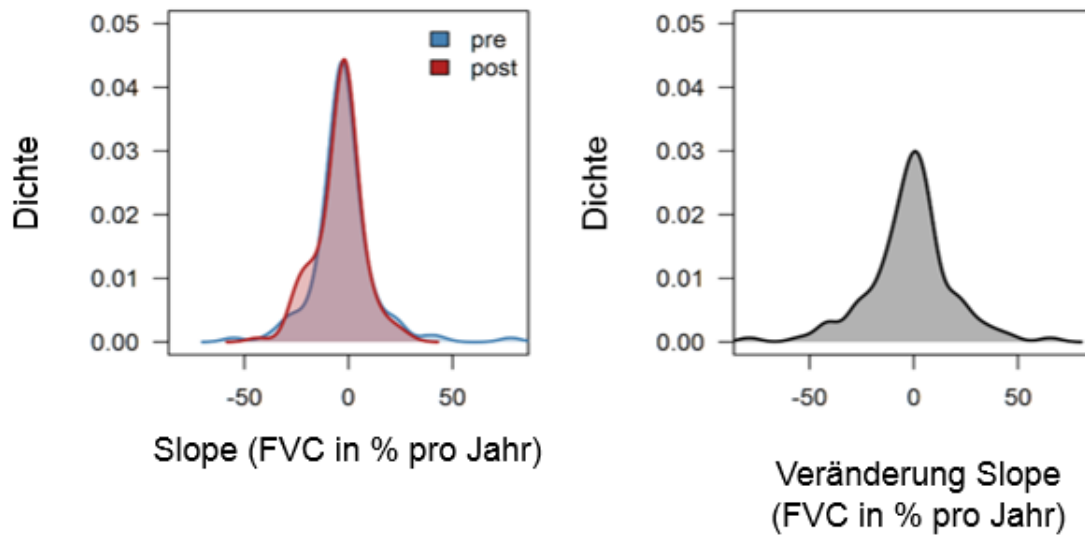 0.05
0.04
0.03
0.02
0.01
0.00
Dichte
pre
post
-50 0 50
Slope (FVC in % pro Jahr)
0.05
0.04
0.03
0.02
0.01
0.00
Dichte
-50 0 50
Veränderung Slope
(FVC in % pro Jahr)